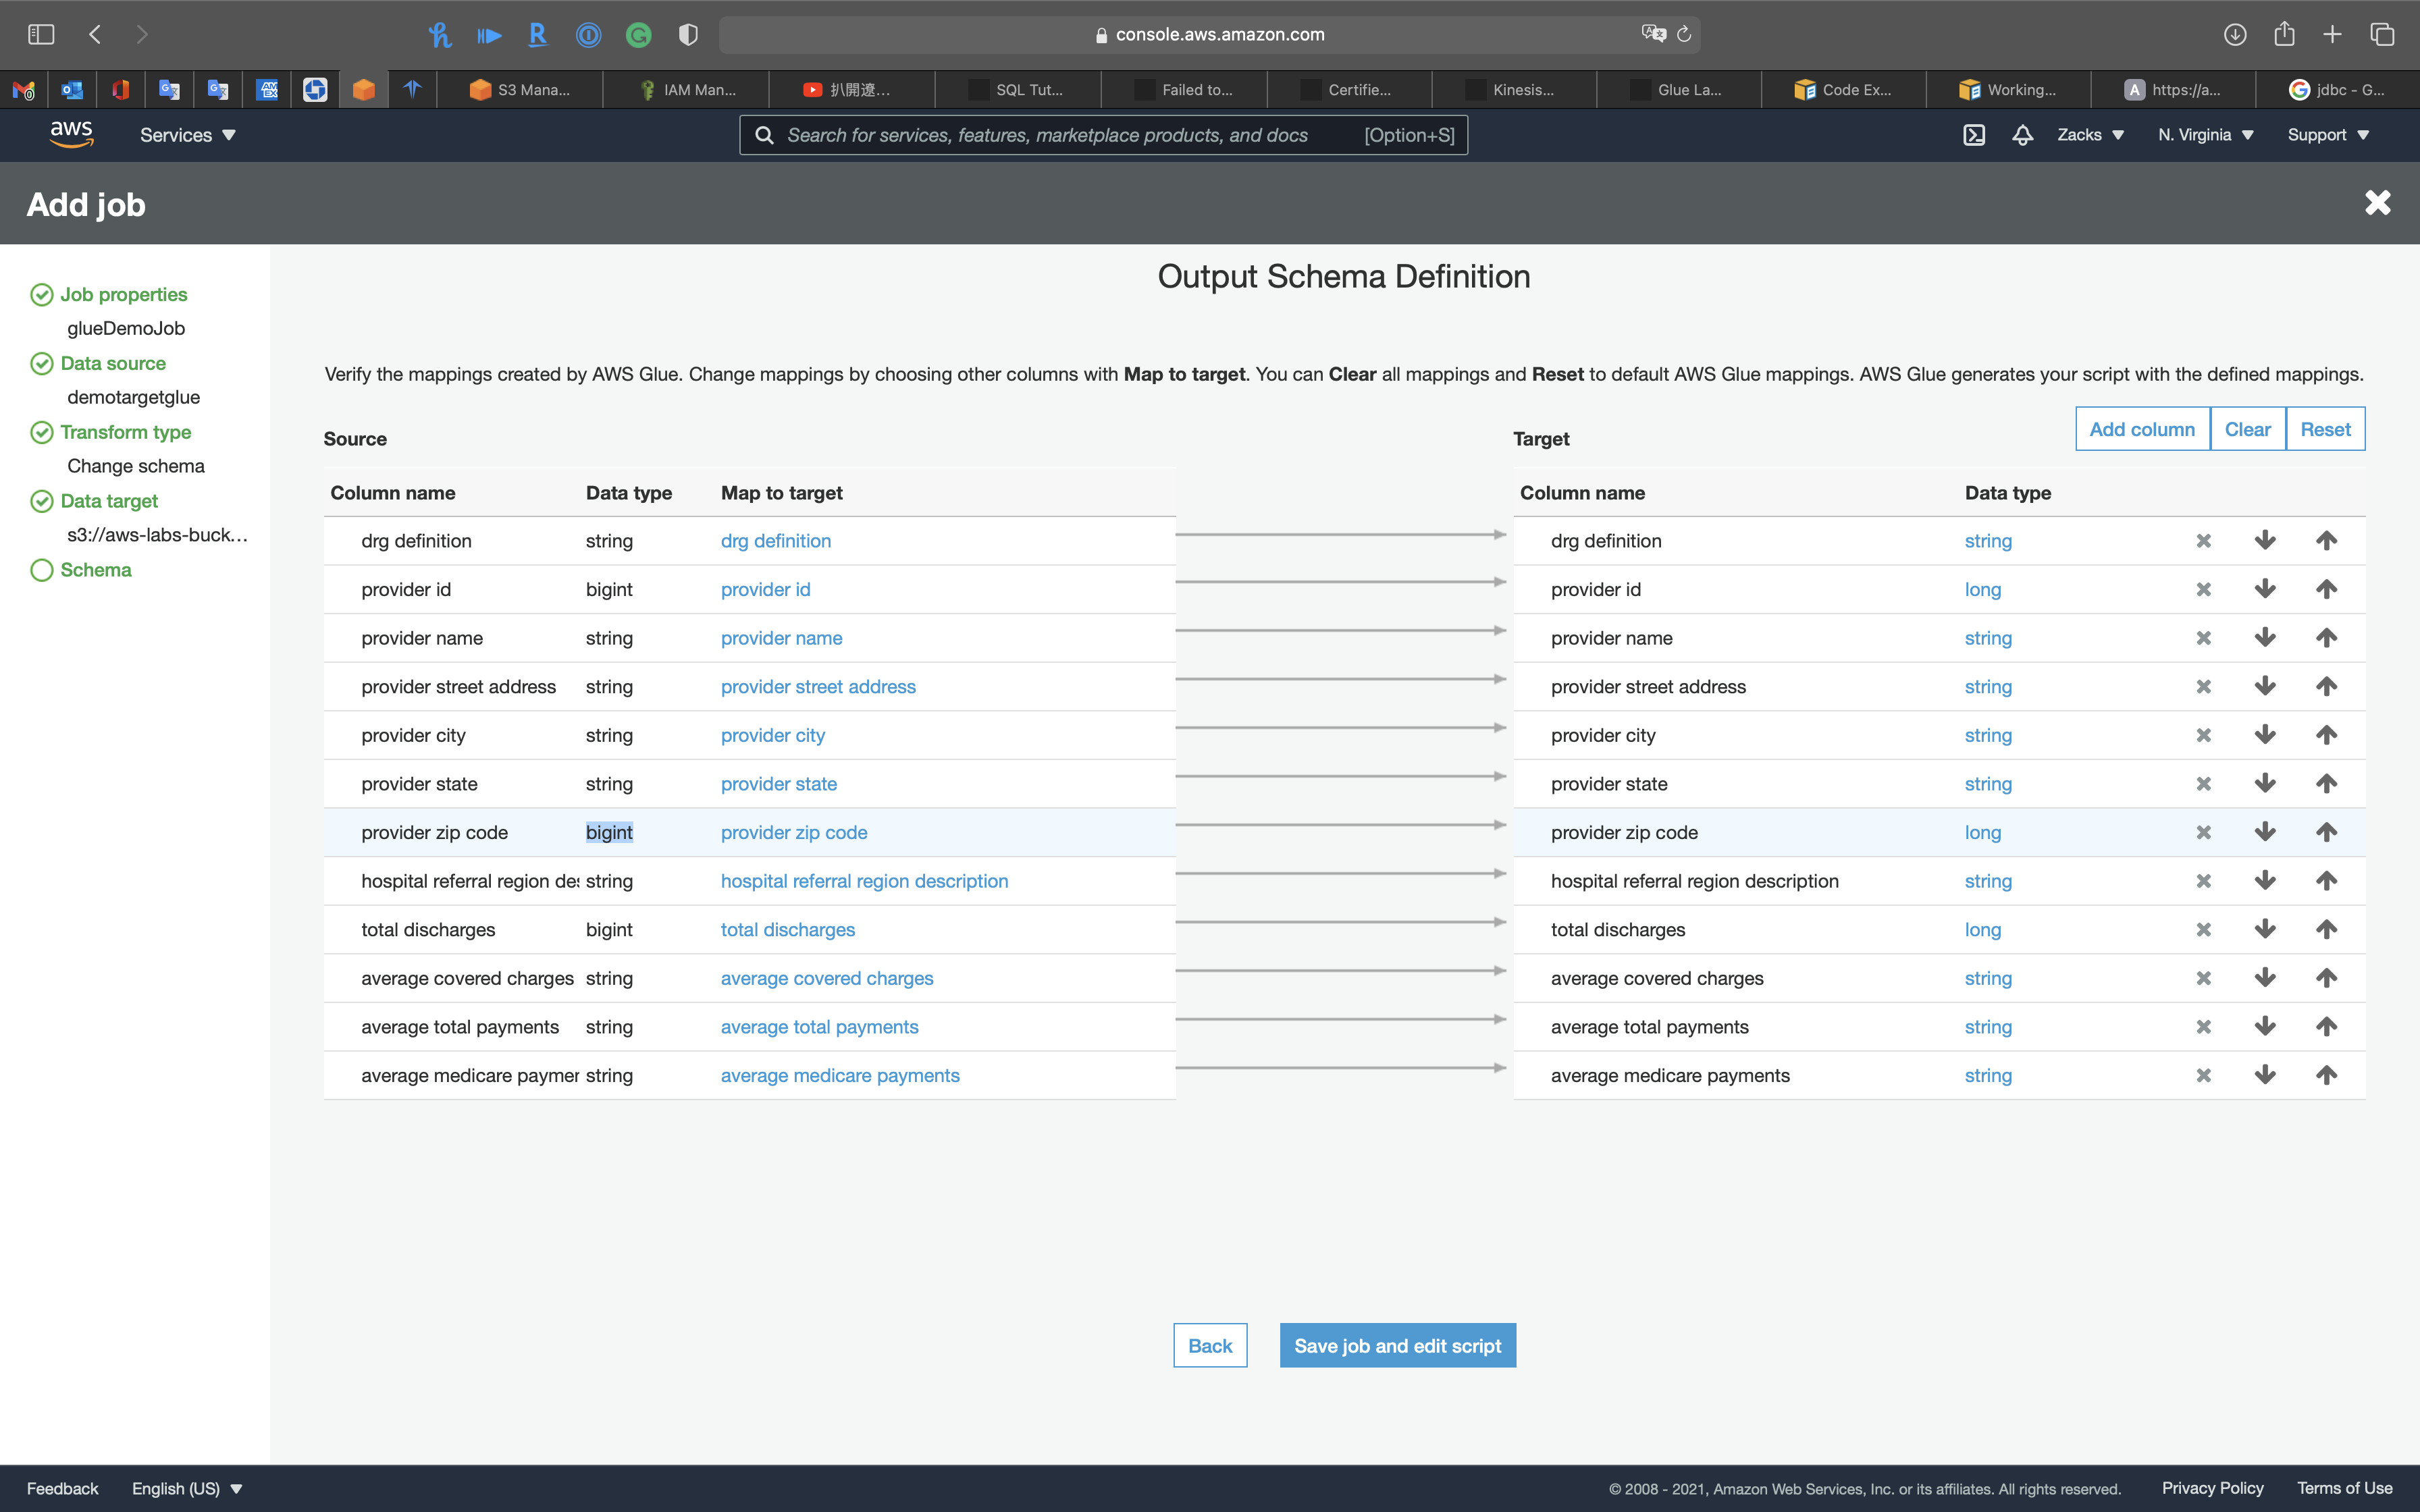 console.aws.amazon.com
S3 Mana...
IAM Man...
扒開遼...
SQL Tut...
Failed to...
Certifie...
Kinesis...
Glue La...
Code Ex...
Working...
https://a...
jdbc - G...
aws
Services
Search for services, features, marketplace products, and docs [Option+S]
Zacks
N. Virginia
Support
Add job
Job properties
glueDemoJob
Data source
demotargetglue
Transform type
Change schema
Data target
s3://aws-labs-buck...
Schema
Output Schema Definition
Verify the mappings created by AWS Glue. Change mappings by choosing other columns with Map to target. You can Clear all mappings and Reset to default AWS Glue mappings. AWS Glue generates your script with the defined mappings.
Source
Target
Add column Clear Reset
Column name Data type Map to target Column name Data type
drg definition string drg definition drg definition string
provider id bigint provider id provider id long
provider name string provider name provider name string
provider street address string provider street address provider street address string
provider city string provider city provider city string
provider state string provider state provider state string
provider zip code bigint provider zip code provider zip code long
hospital referral region des string hospital referral region description hospital referral region description string
total discharges bigint total discharges total discharges long
average covered charges string average covered charges average covered charges string
average total payments string average total payments average total payments string
average medicare paymer string average medicare payments average medicare payments string
Back
Save job and edit script
Feedback
English (US)
© 2008 - 2021, Amazon Web Services, Inc. or its affiliates. All rights reserved.
Privacy Policy
Terms of Use